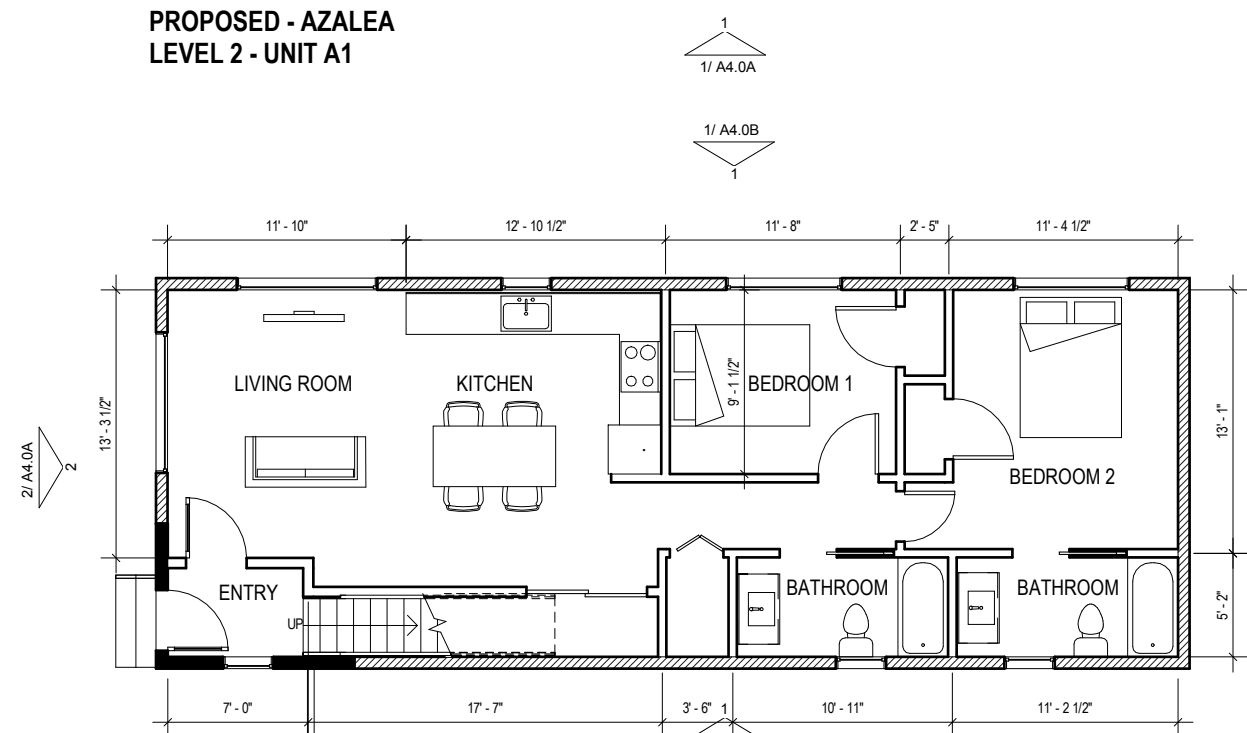 PROPOSED - AZALEA
LEVEL 2 - UNIT A1
1
1/ A4.0A
1/ A4.0B
1
11' - 10"
12' - 10 1/2"
11' - 8"
2' - 5"
11' - 4 1/2"
LIVING ROOM
KITCHEN
9' - 1 1/2"
BEDROOM 1
13' - 3 1/2"
13' - 1"
2/ A4.0A
2
BEDROOM 2
ENTRY
BATHROOM
BATHROOM
UP
5' - 2"
7' - 0"
17' - 7"
3' - 6"
1
10' - 11"
11' - 2 1/2"